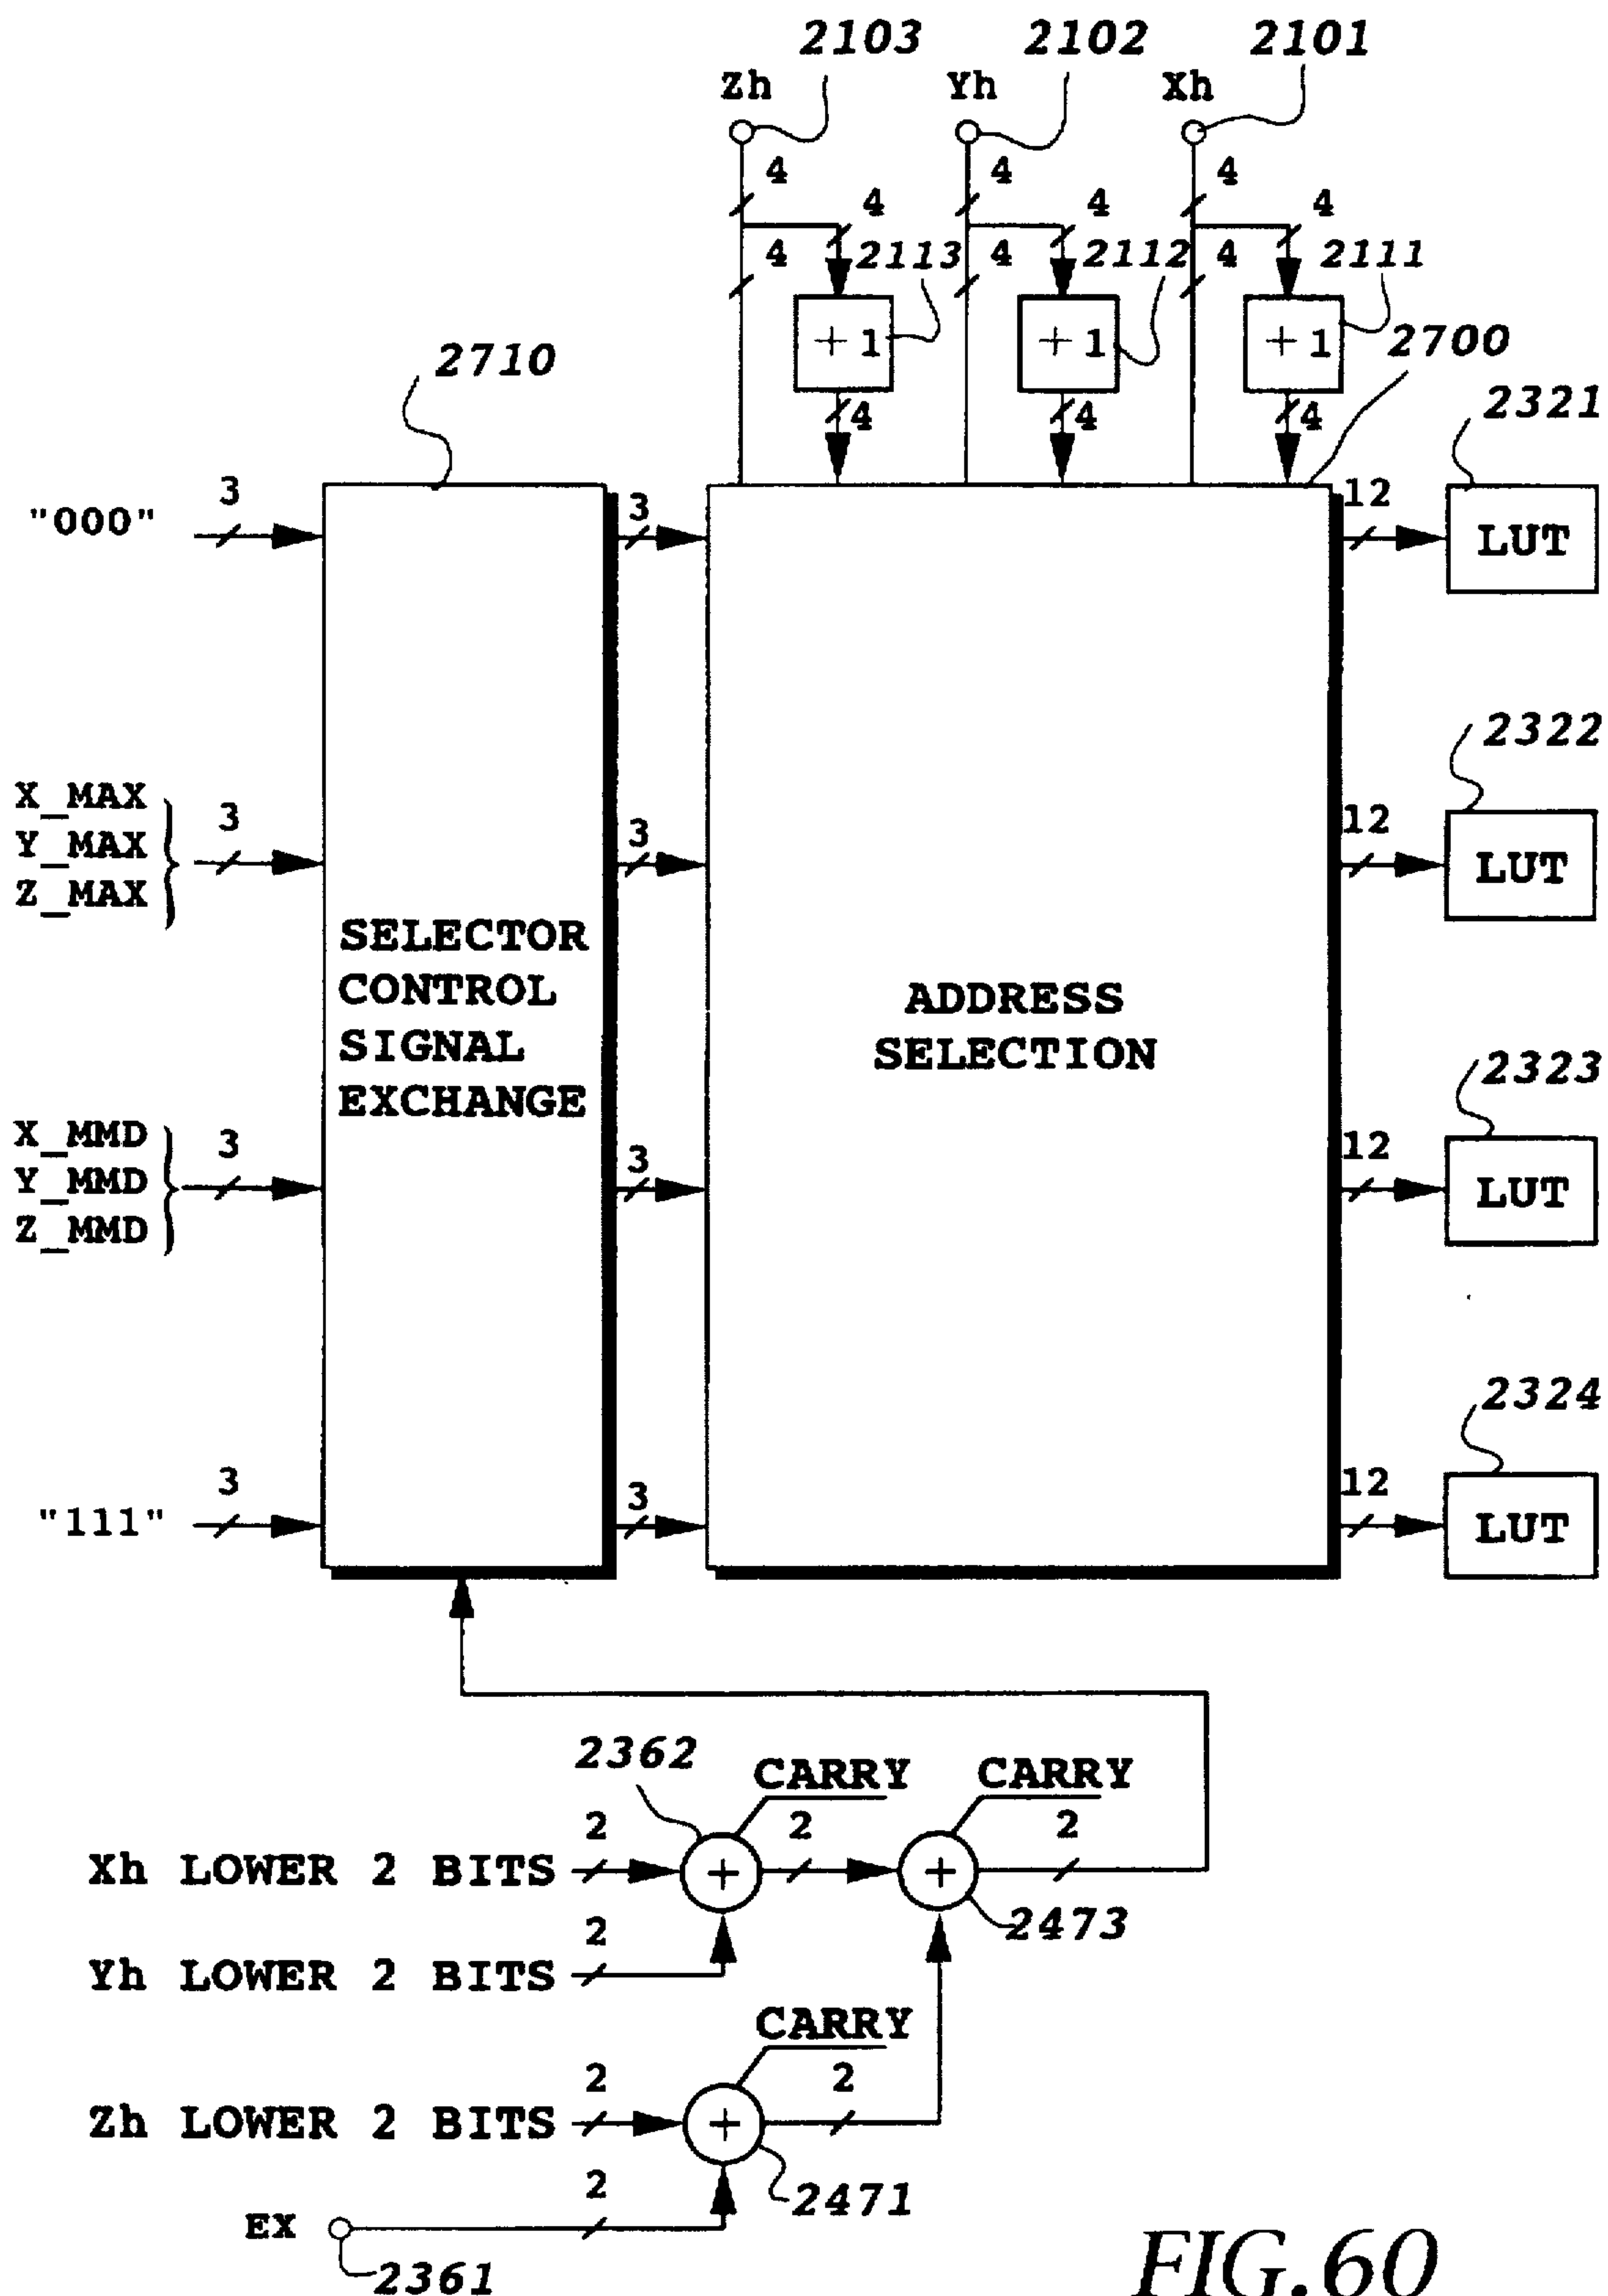 2103 2102 2101
Zh Yh Xh
4 4 4
4 4 4
4 2113 4 2112 4 2111
+ 1 + 1 + 1
2710 2700
4 4 4
2321
"000" 3 3 12 LUT
2322
X_MAX
Y_MAX 3 3 12 LUT
Z_MAX
SELECTOR
CONTROL
SIGNAL
EXCHANGE
ADDRESS
SELECTION
2323
X_MMD
Y_MMD 3 3 12 LUT
Z_MMD
2324
"111" 3 3 12 LUT
2362 CARRY CARRY
Xh LOWER 2 BITS 2 + 2 + 2
2473
Yh LOWER 2 BITS 2
CARRY
Zh LOWER 2 BITS 2 + 2
2471
EX 2
2361
FIG.60